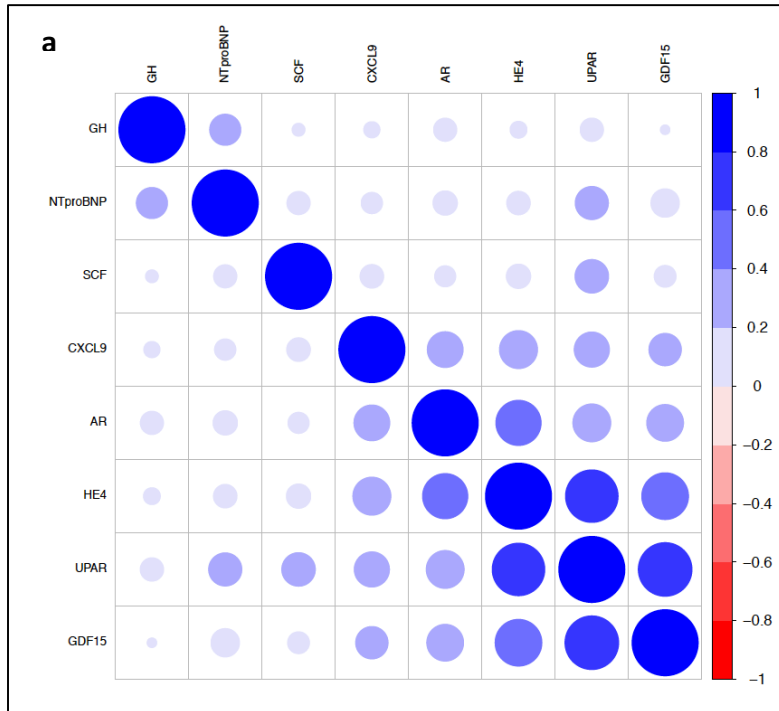 a
GH NTproBNP SCF CXCL9 AR HE4 UPAR GDF15
GH
NTproBNP
SCF
CXCL9
AR
HE4
UPAR
GDF15
1
0.8
0.6
0.4
0.2
0
−0.2
−0.4
−0.6
−0.8
−1